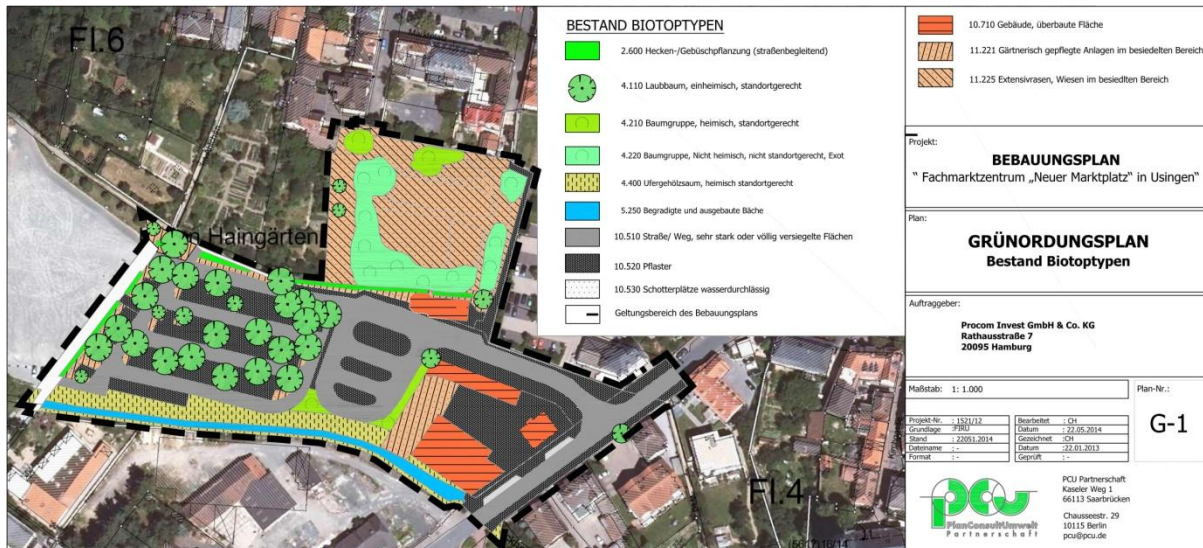 Fl.6
Am Haingärten
Fl.4
BESTAND BIOTOPTYPEN
2.600 Hecken-/Gebüschpflanzung (straßenbegleitend)
4.110 Laubbaum, einheimisch, standortgerecht
4.210 Baumgruppe, heimisch, standortgerecht
4.220 Baumgruppe, Nicht heimisch, nicht standortgerecht, Exot
4.400 Ufergehölzsaum, heimisch standortgerecht
5.250 Begradigte und ausgebaute Bäche
10.510 Straße/ Weg, sehr stark oder völlig versiegelte Flächen
10.520 Pflaster
10.530 Schotterplätze wasserdurchlässig
Geltungsbereich des Bebauungsplans
10.710 Gebäude, überbaute Fläche
11.221 Gärtnerisch gepflegte Anlagen im besiedelten Bereich
11.225 Extensivrasen, Wiesen im besiedlten Bereich
Projekt:
BEBAUUNGSPLAN
" Fachmarktzentrum „Neuer Marktplatz" in Usingen"
Plan:
GRÜNORDUNGSPLAN
Bestand Biotoptypen
Auftraggeber:
Procom Invest GmbH & Co. KG
Rathausstraße 7
20095 Hamburg
Maßstab: 1: 1.000
Plan-Nr.:
G-1
Projekt-Nr. : 1521/12
Grundlage :FIRU
Stand : 22051.2014
Dateiname : -
Format : -
Bearbeitet : CH
Datum : 22.05.2014
Gezeichnet :CH
Datum :22.01.2013
Geprüft : -
pcu
PlanConsultUmwelt
Partnerschaft
PCU Partnerschaft
Kaseler Weg 1
66113 Saarbrücken
Chausseestr. 29
10115 Berlin
pcu@pcu.de